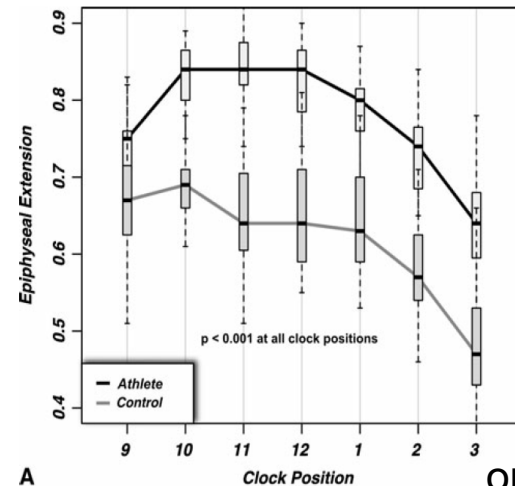 Epiphyseal Extension
0.9
0.8
0.7
0.6
0.5
0.4
p < 0.001 at all clock positions
Athlete
Control
9 10 11 12 1 2 3
Clock Position
A